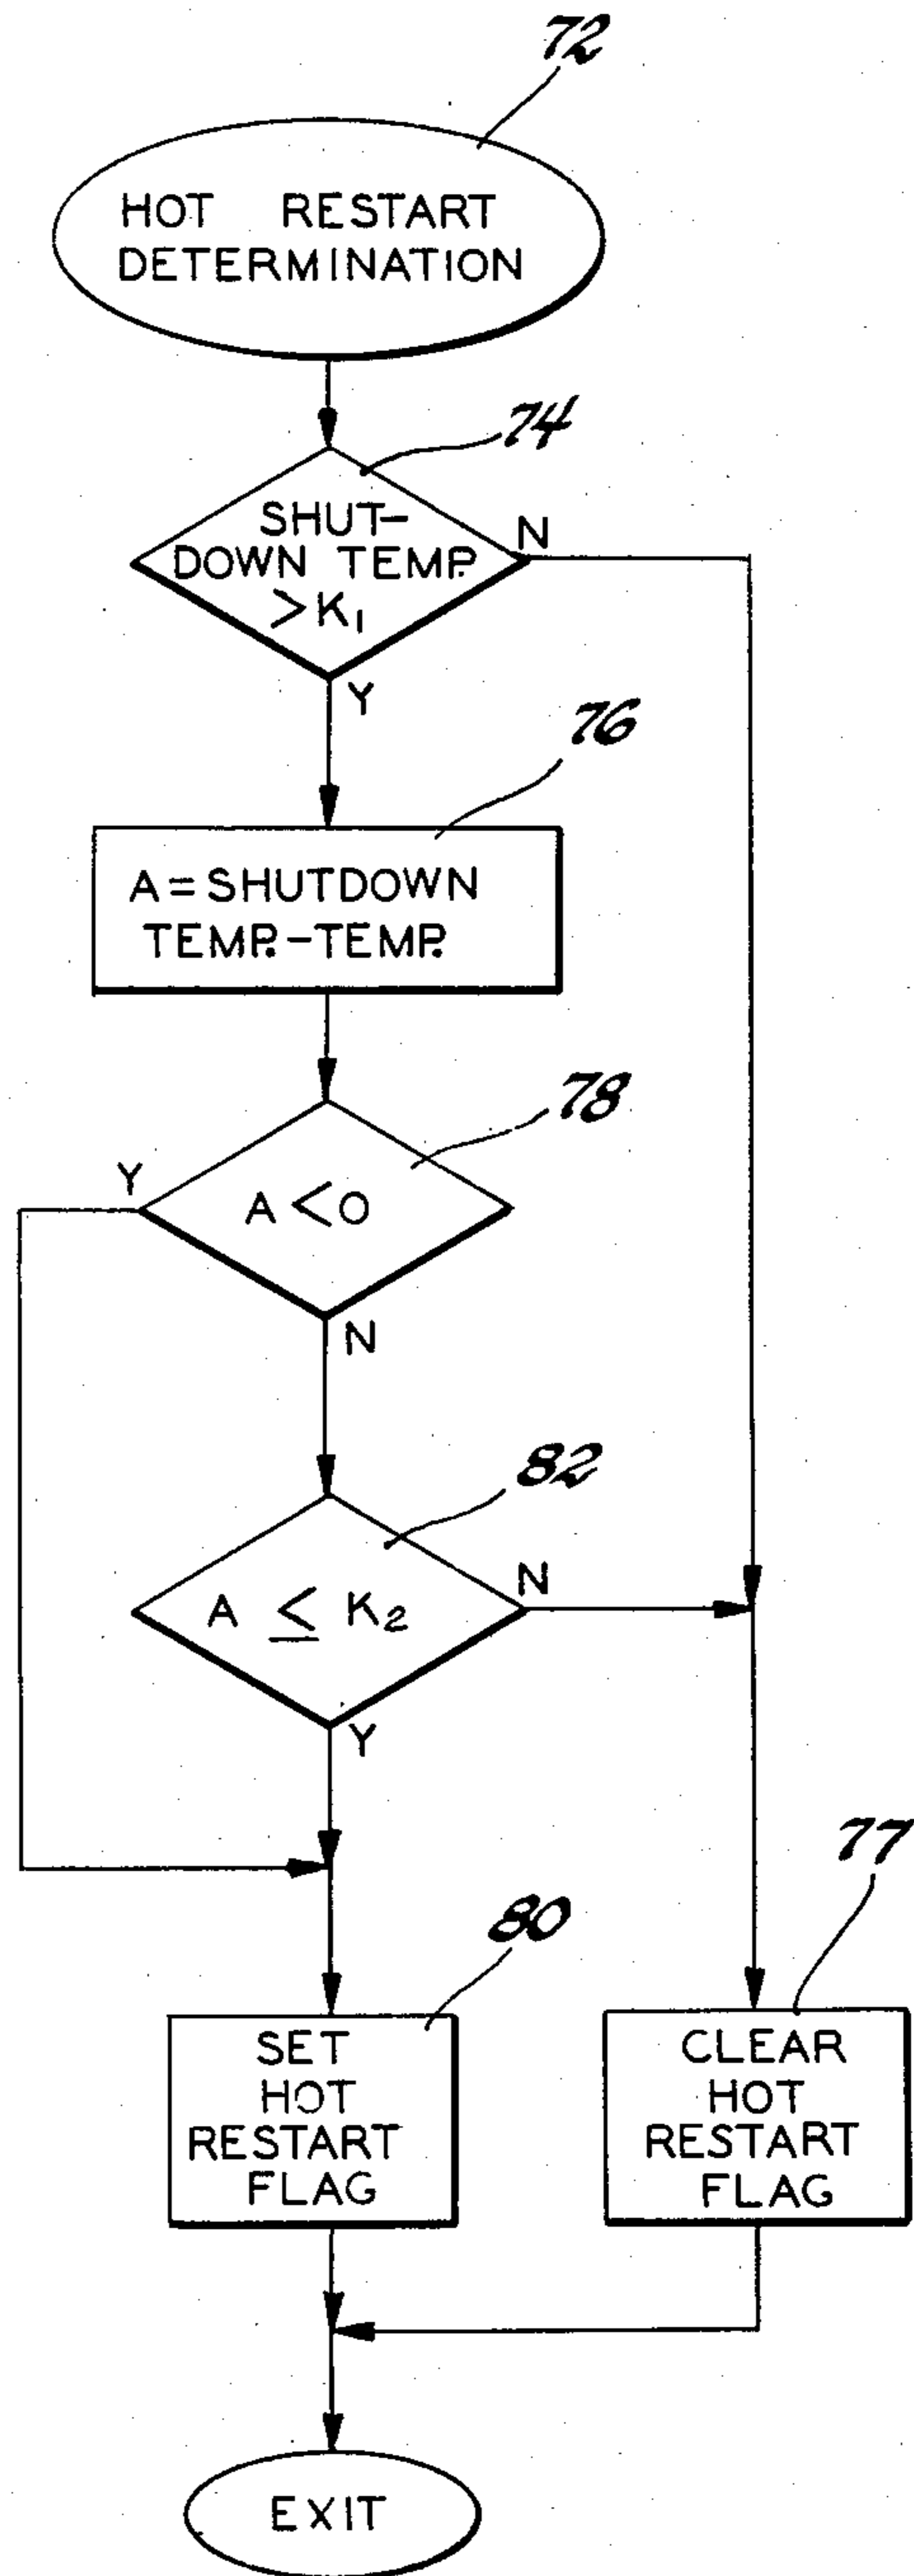 72
HOT RESTART
DETERMINATION
74
SHUT-
DOWN TEMP.
>K₁
N
Y
76
A=SHUTDOWN
TEMP.-TEMP.
78
Y
A<0
N
82
A ≤ K₂
N
Y
80
SET
HOT
RESTART
FLAG
77
CLEAR
HOT
RESTART
FLAG
EXIT